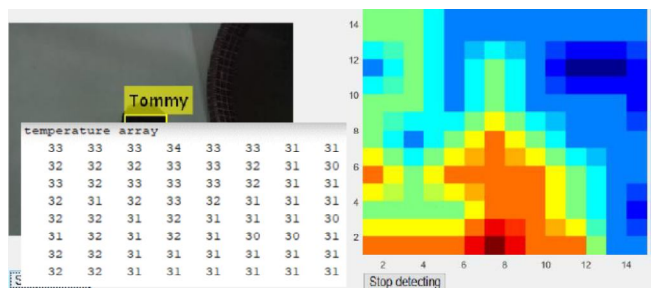 Tommy
temperature array
33 33 33 34 33 33 31 31
32 32 32 33 33 32 31 30
33 32 33 33 33 32 31 31
32 31 32 33 32 31 31 31
32 32 31 32 31 31 31 30
31 32 31 32 31 30 30 31
32 32 31 31 31 31 31 31
32 32 31 31 31 31 31 31
14
12
10
8
6
4
2
2 4 6 8 10 12 14
Stop detecting